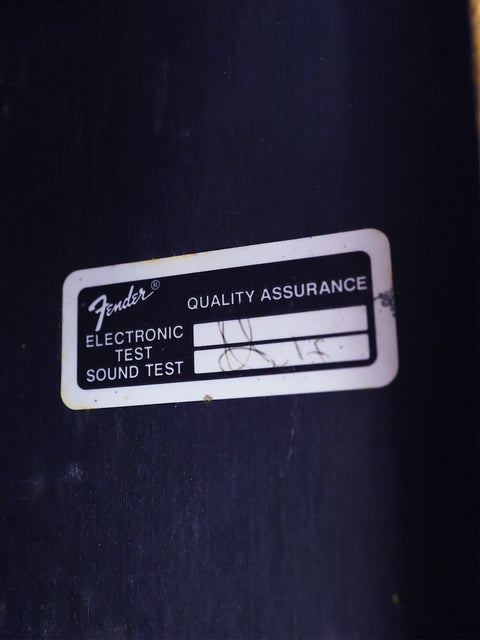 Fender®
QUALITY ASSURANCE
ELECTRONIC
TEST
SOUND TEST